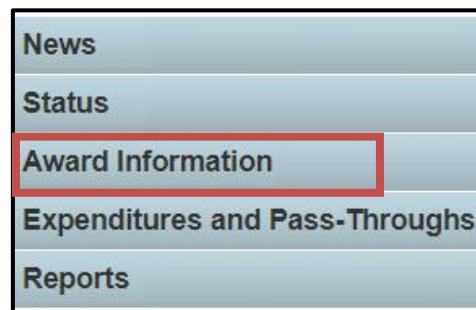 News
Status
Award Information
Expenditures and Pass-Throughs
Reports